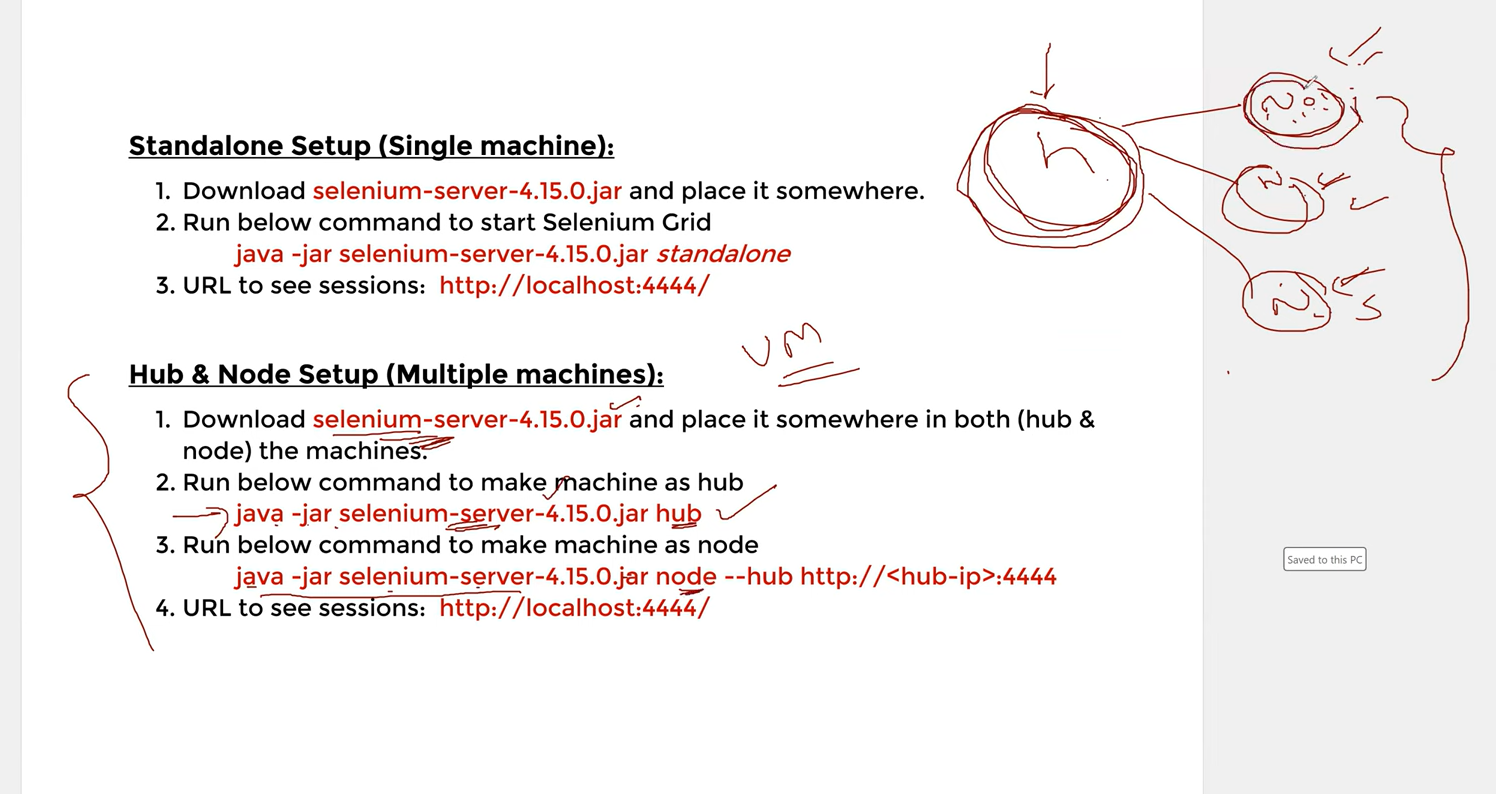 Standalone Setup (Single machine):
1. Download selenium-server-4.15.0.jar and place it somewhere.
2. Run below command to start Selenium Grid
java -jar selenium-server-4.15.0.jar standalone
3. URL to see sessions: http://localhost:4444/
VM
Hub & Node Setup (Multiple machines):
1. Download selenium-server-4.15.0.jar and place it somewhere in both (hub &
node) the machines.
2. Run below command to make machine as hub
java -jar selenium-server-4.15.0.jar hub
3. Run below command to make machine as node
java -jar selenium-server-4.15.0.jar node --hub http://<hub-ip>:4444
4. URL to see sessions: http://localhost:4444/
h
N
N
N
S
Saved to this PC